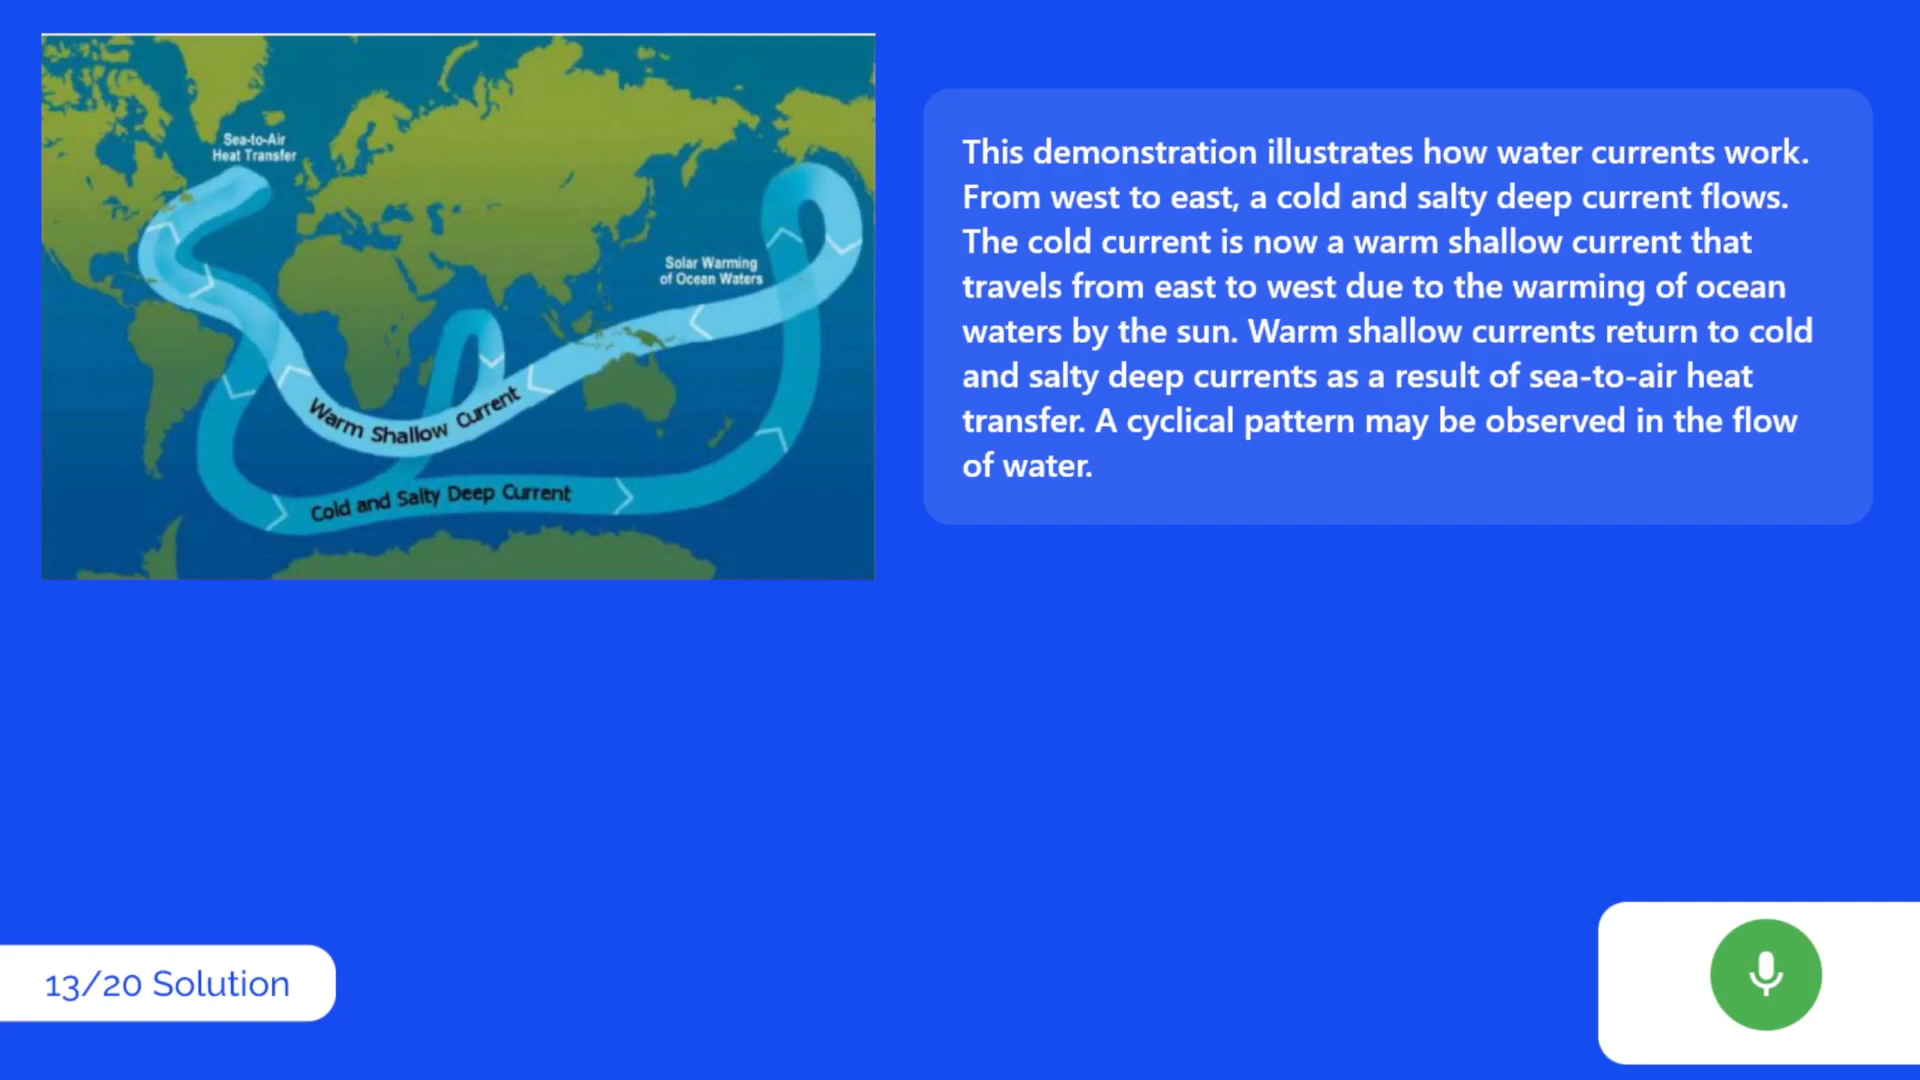 Sea-to-Air
Heat Transfer
Solar Warming
of Ocean Waters
Warm Shallow Current
Cold and Salty Deep Current
This demonstration illustrates how water currents work.
From west to east, a cold and salty deep current flows.
The cold current is now a warm shallow current that
travels from east to west due to the warming of ocean
waters by the sun. Warm shallow currents return to cold
and salty deep currents as a result of sea-to-air heat
transfer. A cyclical pattern may be observed in the flow
of water.
13/20 Solution